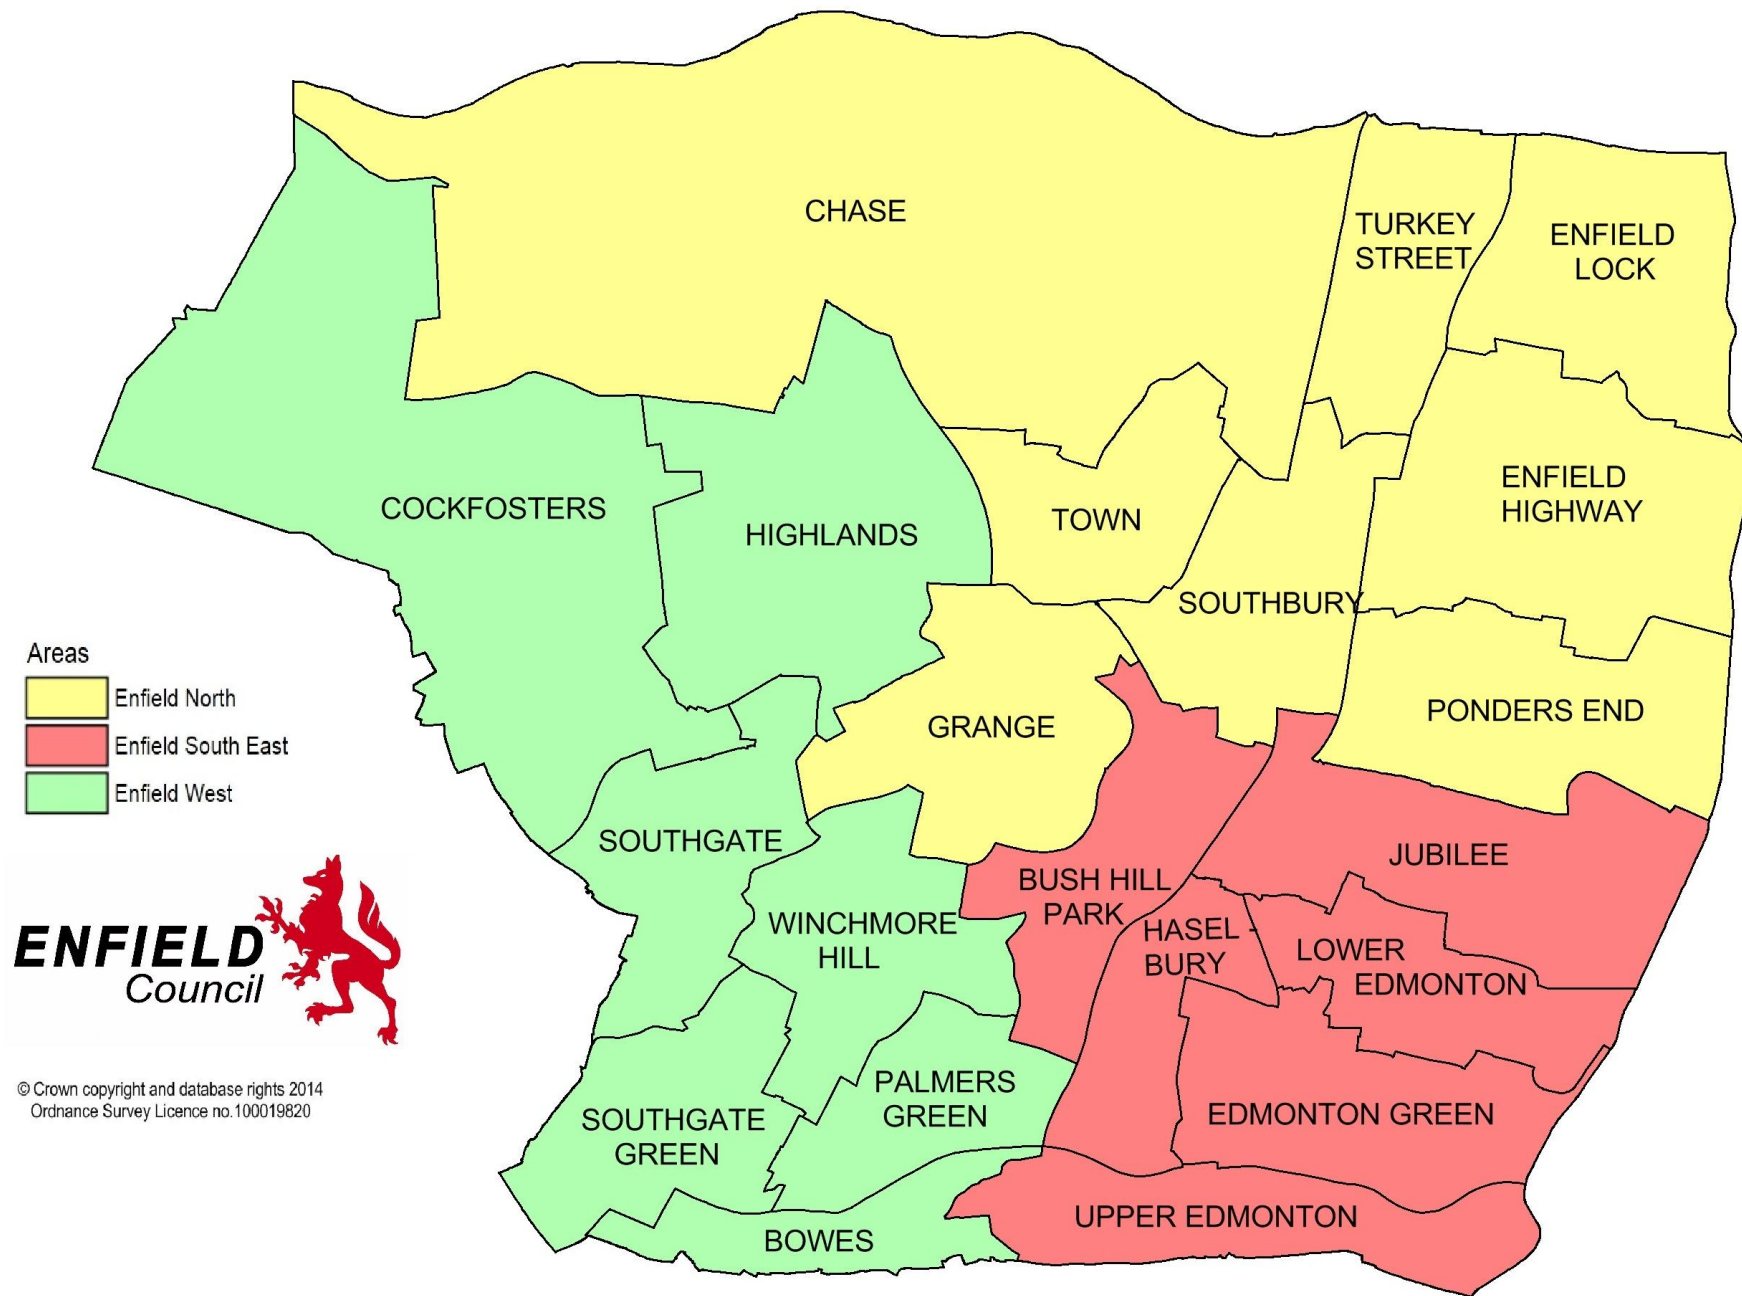 CHASE
TURKEY
STREET
ENFIELD
LOCK
COCKFOSTERS
HIGHLANDS
TOWN
ENFIELD
HIGHWAY
SOUTHBURY
Areas
Enfield North
Enfield South East
Enfield West
GRANGE
PONDERS END
SOUTHGATE
JUBILEE
BUSH HILL
PARK
WINCHMORE
HILL
HASEL -
BURY
LOWER
EDMONTON
ENFIELD
Council
PALMERS
GREEN
SOUTHGATE
GREEN
EDMONTON GREEN
UPPER EDMONTON
BOWES
© Crown copyright and database rights 2014
Ordnance Survey Licence no.100019820